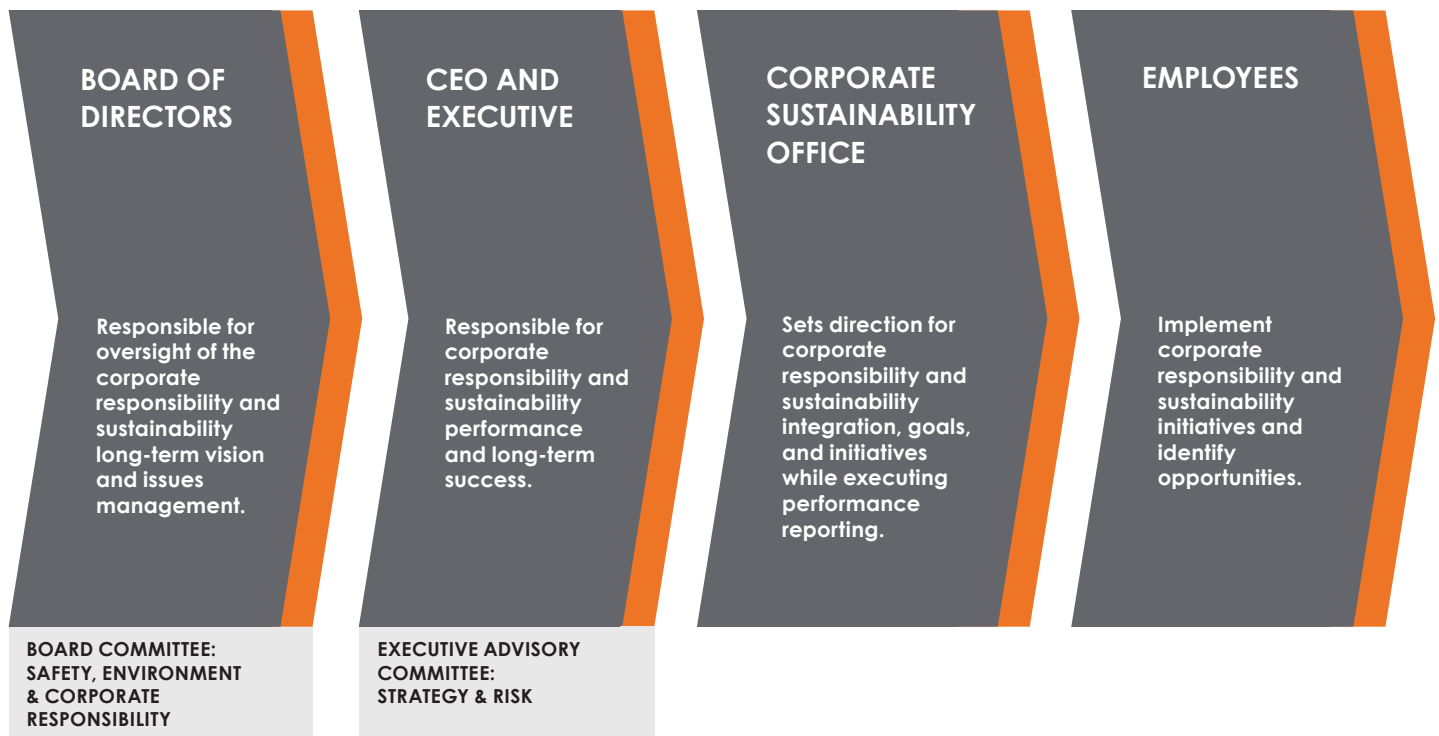 BOARD OF
DIRECTORS
Responsible for
oversight of the
corporate
responsibility and
sustainability
long-term vision
and issues
management.
BOARD COMMITTEE:
SAFETY, ENVIRONMENT
& CORPORATE
RESPONSIBILITY
CEO AND
EXECUTIVE
Responsible for
corporate
responsibility and
sustainability
performance
and long-term
success.
EXECUTIVE ADVISORY
COMMITTEE:
STRATEGY & RISK
CORPORATE
SUSTAINABILITY
OFFICE
Sets direction for
corporate
responsibility and
sustainability
integration, goals,
and initiatives
while executing
performance
reporting.
EMPLOYEES
Implement
corporate
responsibility and
sustainability
initiatives and
identify
opportunities.